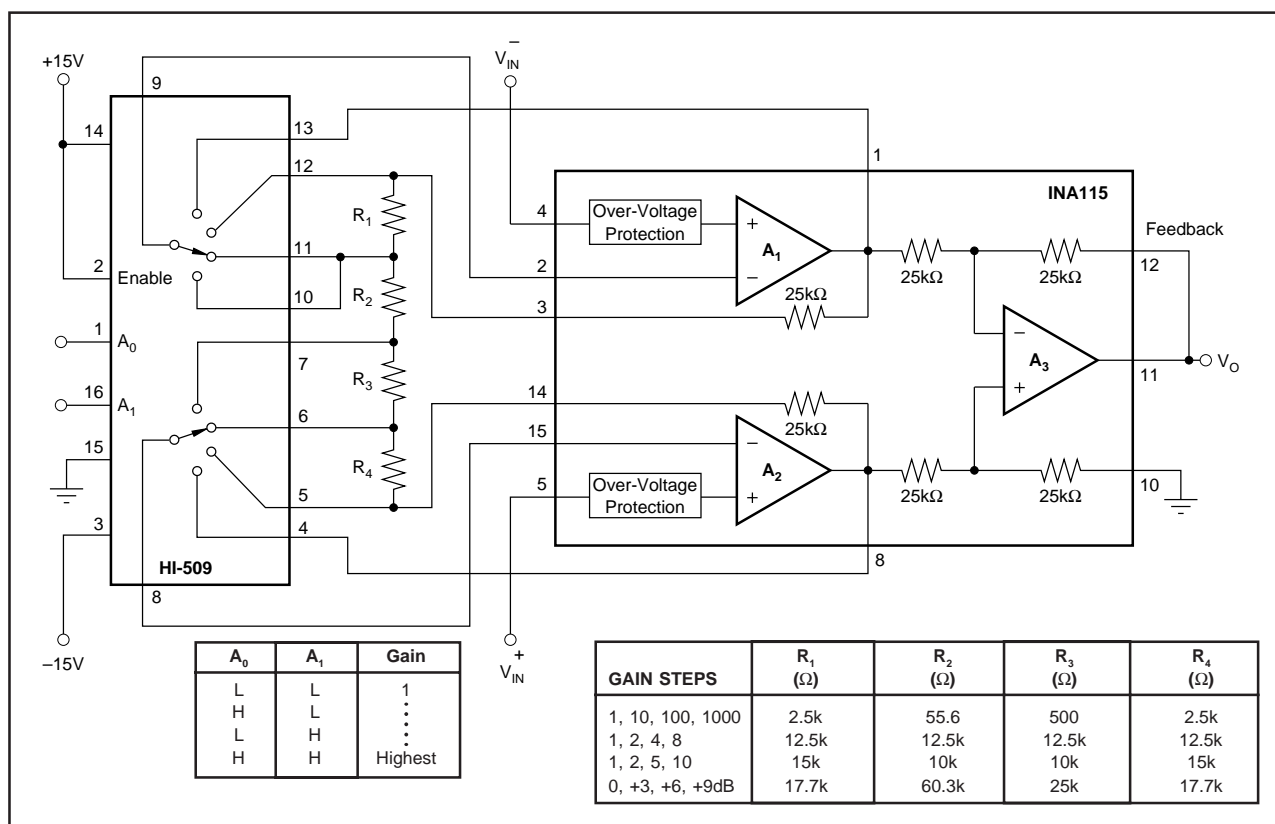 +15V
9
14
13
12
R1
11
2
Enable
10
R2
1
A0
7
R3
16
A1
6
15
R4
5
4
3
HI-509
8
–15V
V–IN
1
INA115
4
Over-Voltage
Protection
+
A1
–
2
25kΩ
25kΩ
Feedback
12
25kΩ
3
–
A3
+
11
VO
14
25kΩ
15
–
A2
+
5
Over-Voltage
Protection
25kΩ
25kΩ
10
8
V+IN
A0 A1 Gain
L L 1
H L
L H
H H Highest
GAIN STEPS R1 (Ω) R2 (Ω) R3 (Ω) R4 (Ω)
1, 10, 100, 1000 2.5k 55.6 500 2.5k
1, 2, 4, 8 12.5k 12.5k 12.5k 12.5k
1, 2, 5, 10 15k 10k 10k 15k
0, +3, +6, +9dB 17.7k 60.3k 25k 17.7k